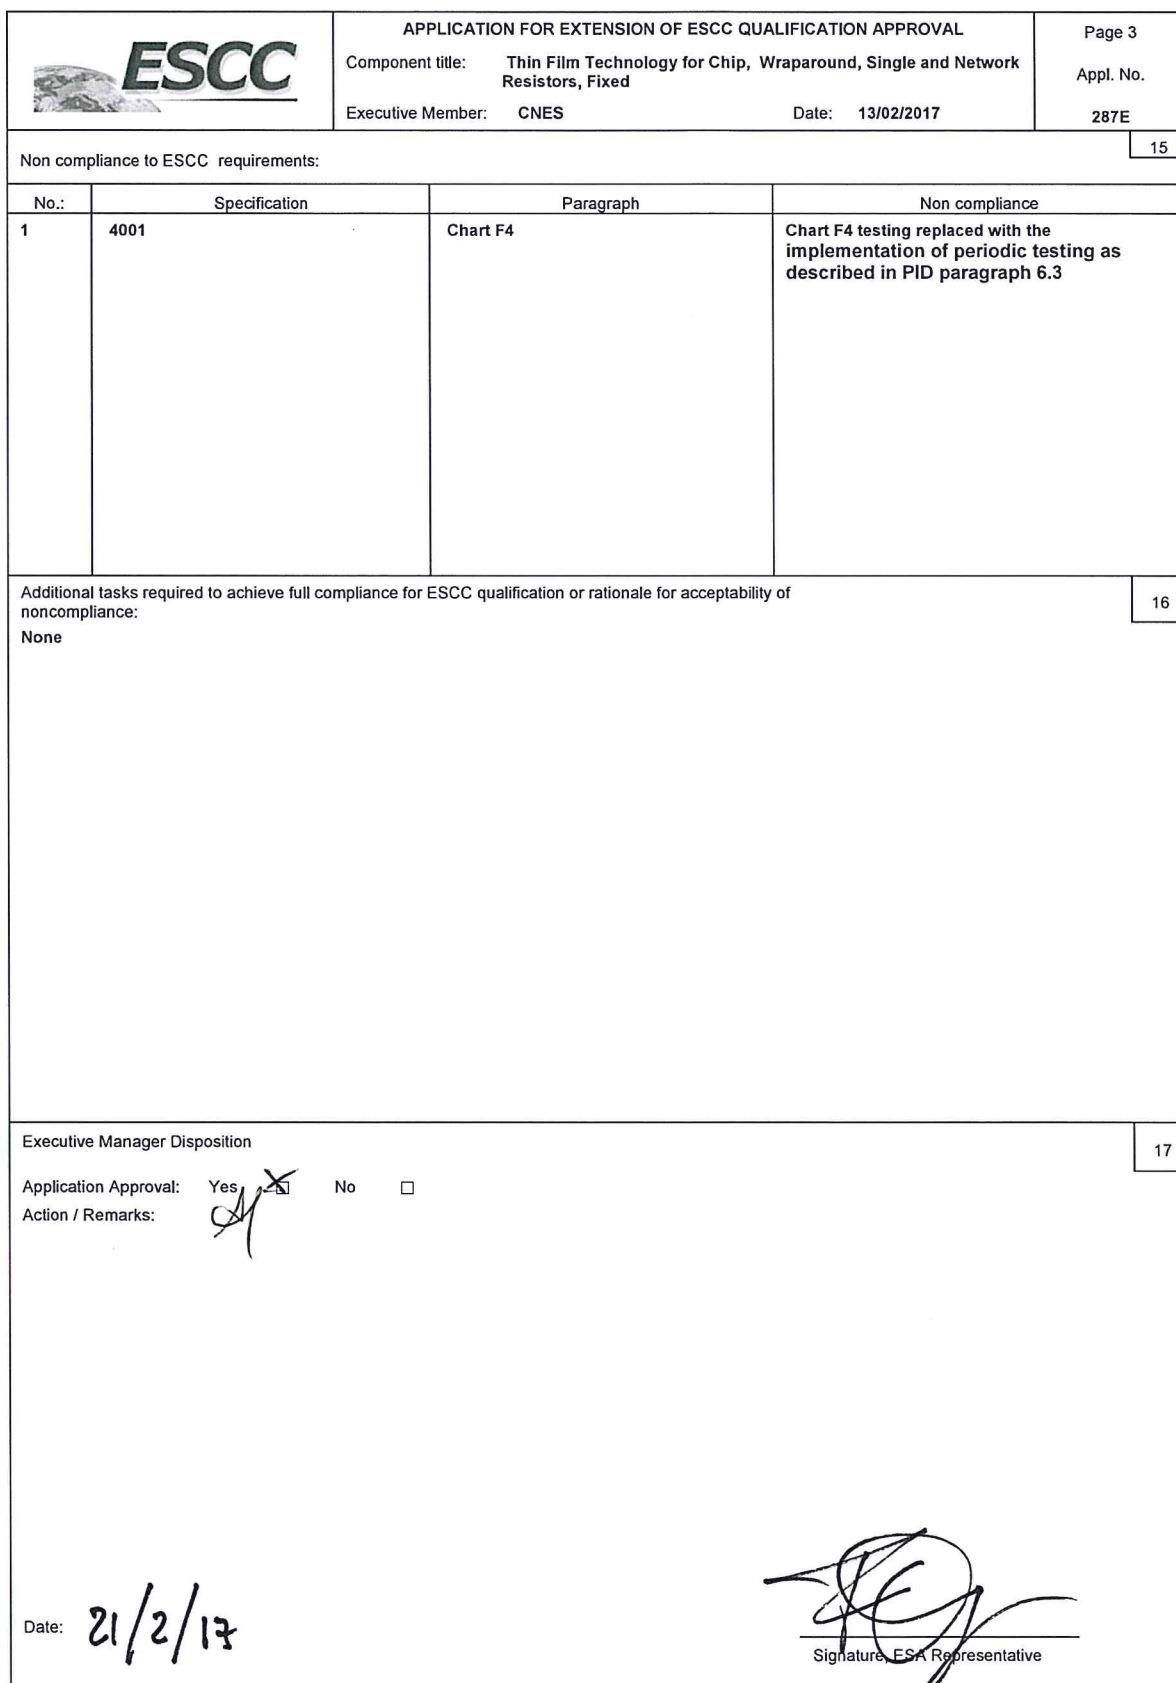 ESCC
APPLICATION FOR EXTENSION OF ESCC QUALIFICATION APPROVAL
Component title: Thin Film Technology for Chip, Wraparound, Single and Network
Resistors, Fixed
Executive Member: CNES Date: 13/02/2017
Page 3
Appl. No.
287E
Non compliance to ESCC requirements:
15
No.: Specification Paragraph Non compliance
1 4001 Chart F4 Chart F4 testing replaced with the
implementation of periodic testing as
described in PID paragraph 6.3
Additional tasks required to achieve full compliance for ESCC qualification or rationale for acceptability of
noncompliance:
16
None
Executive Manager Disposition
17
Application Approval: Yes No
Action / Remarks:
Date: 21/2/17
Signature, ESA Representative